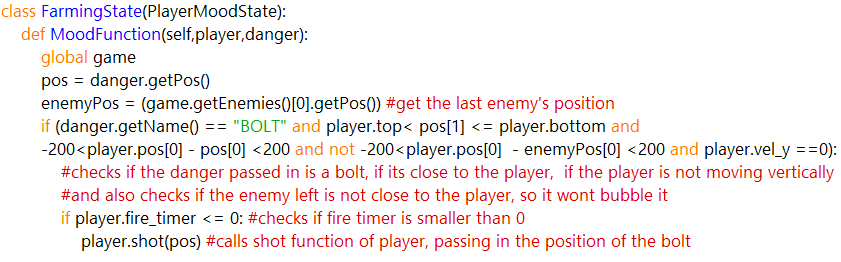 class FarmingState(PlayerMoodState):
def MoodFunction(self,player,danger):
global game
pos = danger.getPos()
enemyPos = (game.getEnemies()[0].getPos()) #get the last enemy's position
if (danger.getName() == "BOLT" and player.top< pos[1] <= player.bottom and
-200<player.pos[0] - pos[0] <200 and not -200<player.pos[0] - enemyPos[0] <200 and player.vel_y ==0):
#checks if the danger passed in is a bolt, if its close to the player, if the player is not moving vertically
#and also checks if the enemy left is not close to the player, so it wont bubble it
if player.fire_timer <= 0: #checks if fire timer is smaller than 0
player.shot(pos) #calls shot function of player, passing in the position of the bolt